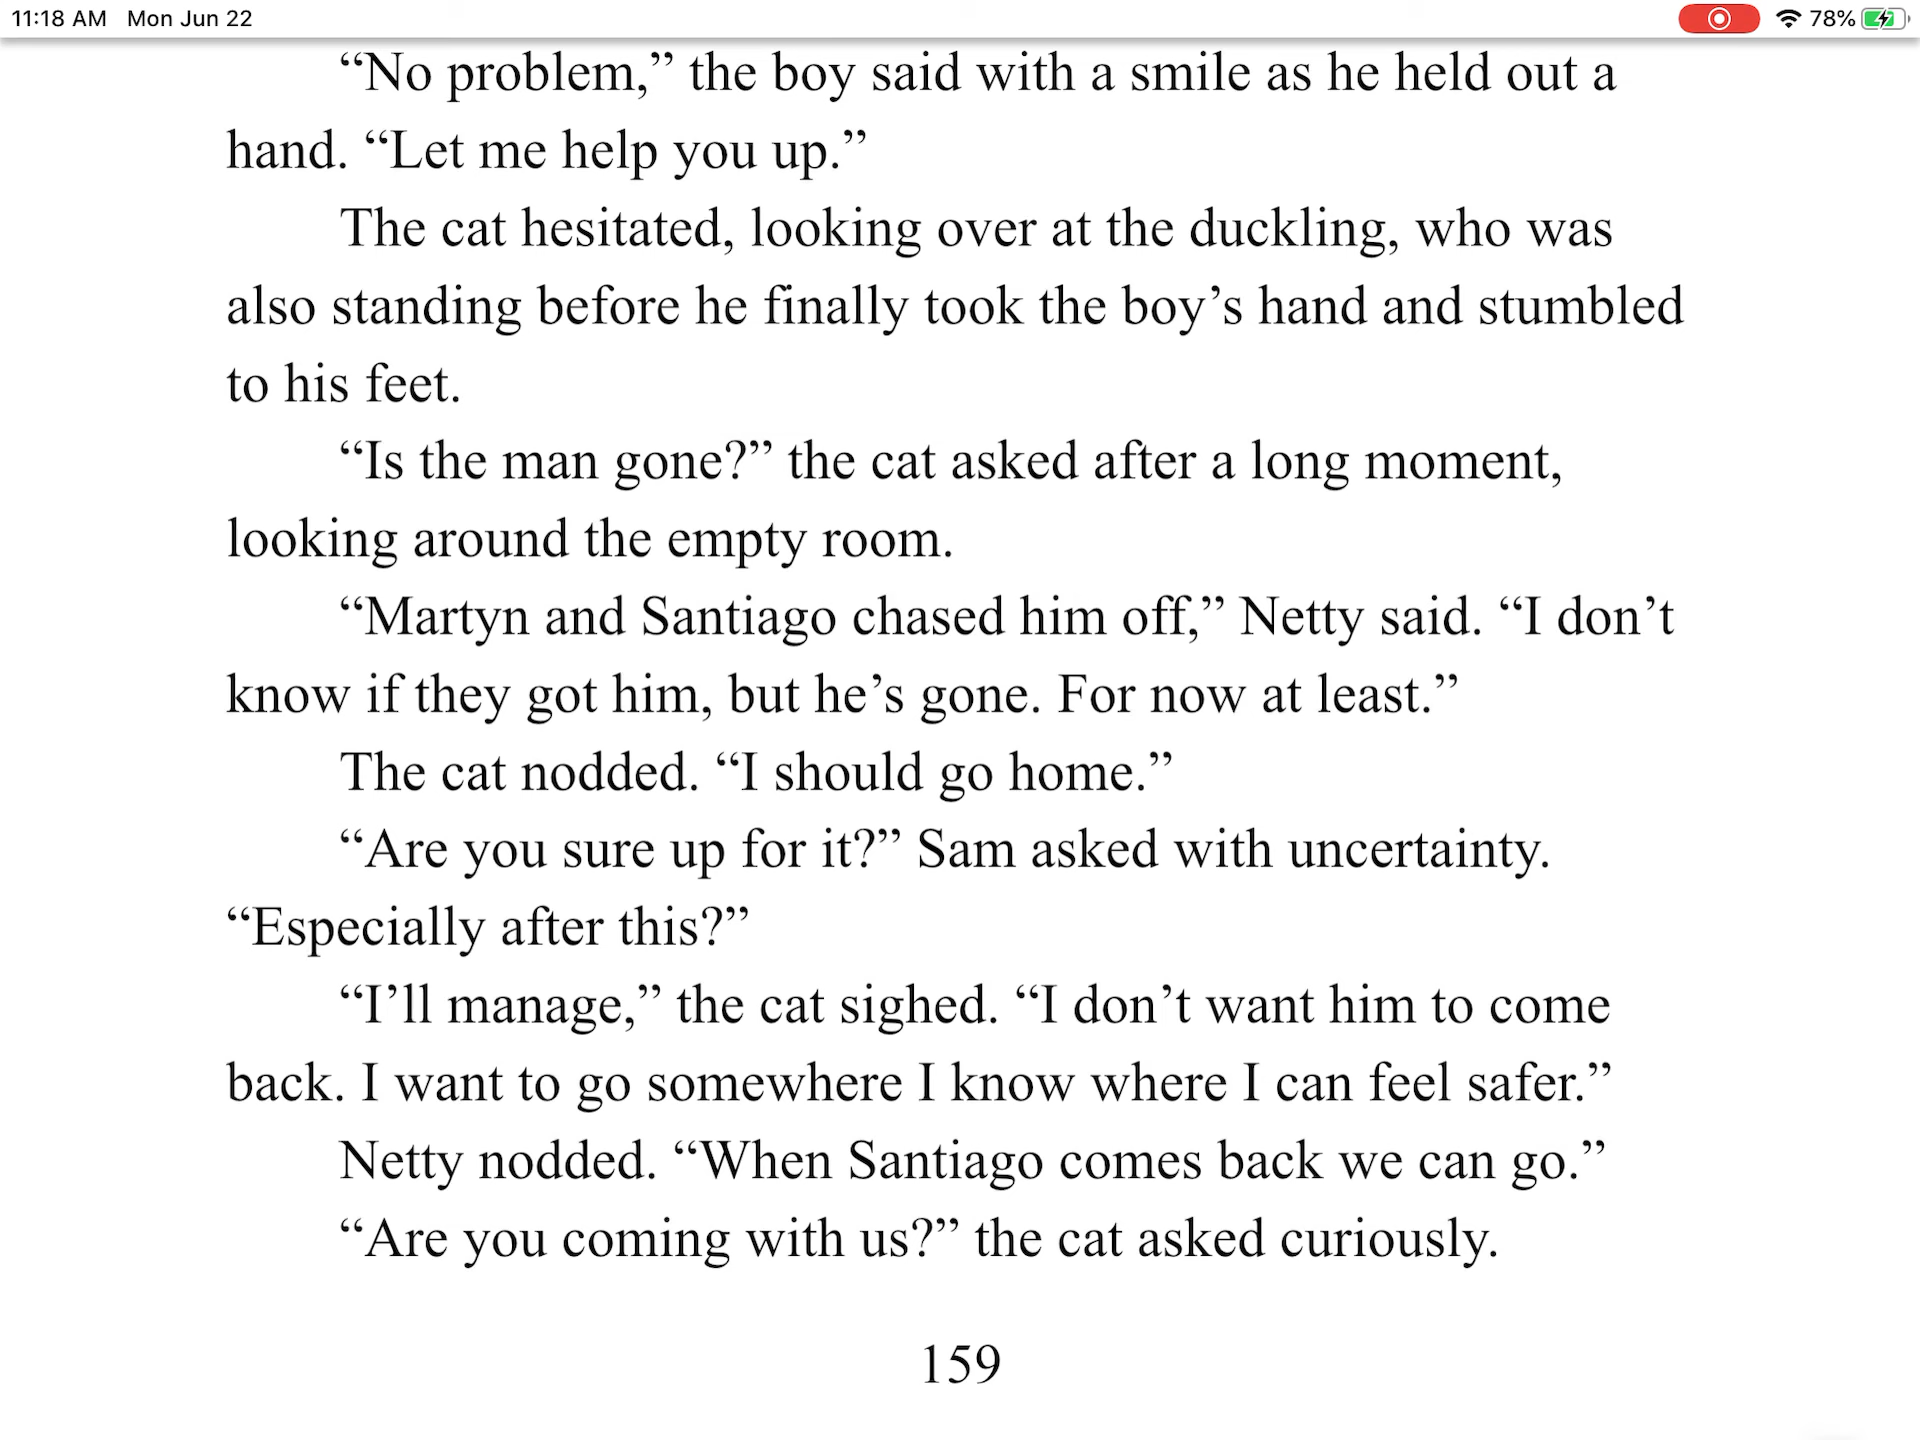 11:18 AM Mon Jun 22
78%
“No problem,” the boy said with a smile as he held out a
hand. “Let me help you up.”
The cat hesitated, looking over at the duckling, who was
also standing before he finally took the boy’s hand and stumbled
to his feet.
“Is the man gone?” the cat asked after a long moment,
looking around the empty room.
“Martyn and Santiago chased him off,” Netty said. “I don’t
know if they got him, but he’s gone. For now at least.”
The cat nodded. “I should go home.”
“Are you sure up for it?” Sam asked with uncertainty.
“Especially after this?”
“I’ll manage,” the cat sighed. “I don’t want him to come
back. I want to go somewhere I know where I can feel safer.”
Netty nodded. “When Santiago comes back we can go.”
“Are you coming with us?” the cat asked curiously.
159